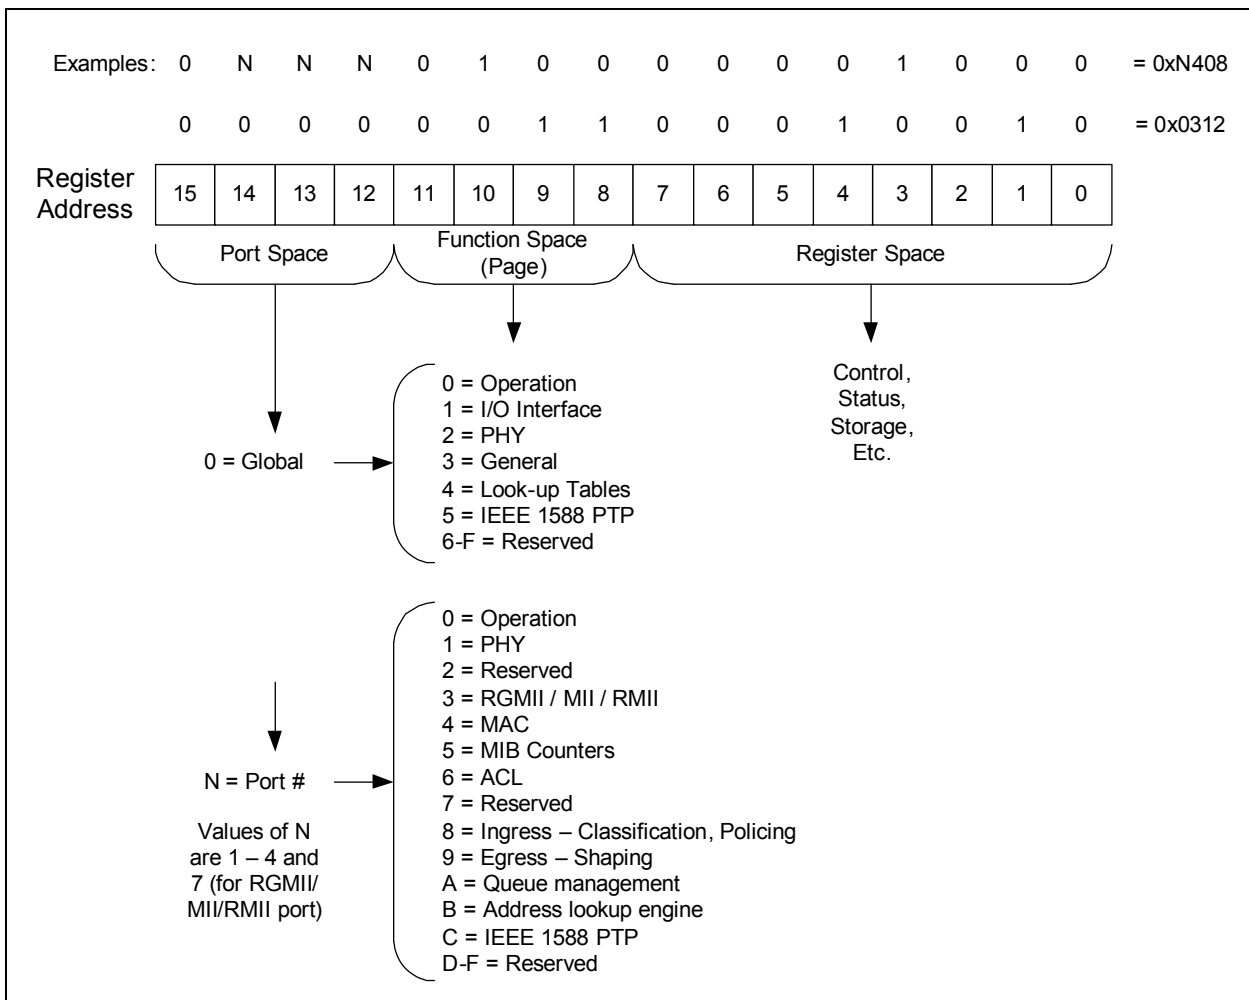 Examples: 0 N N N 0 1 0 0 0 0 0 0 1 0 0 0 = 0xN408
0 0 0 0 0 0 1 1 0 0 0 1 0 0 1 0 = 0x0312
Register Address 15 14 13 12 11 10 9 8 7 6 5 4 3 2 1 0
Port Space
Function Space
(Page)
Register Space
0 = Global
0 = Operation
1 = I/O Interface
2 = PHY
3 = General
4 = Look-up Tables
5 = IEEE 1588 PTP
6-F = Reserved
Control,
Status,
Storage,
Etc.
N = Port #
Values of N
are 1 – 4 and
7 (for RGMII/
MII/RMII port)
0 = Operation
1 = PHY
2 = Reserved
3 = RGMII / MII / RMII
4 = MAC
5 = MIB Counters
6 = ACL
7 = Reserved
8 = Ingress – Classification, Policing
9 = Egress – Shaping
A = Queue management
B = Address lookup engine
C = IEEE 1588 PTP
D-F = Reserved